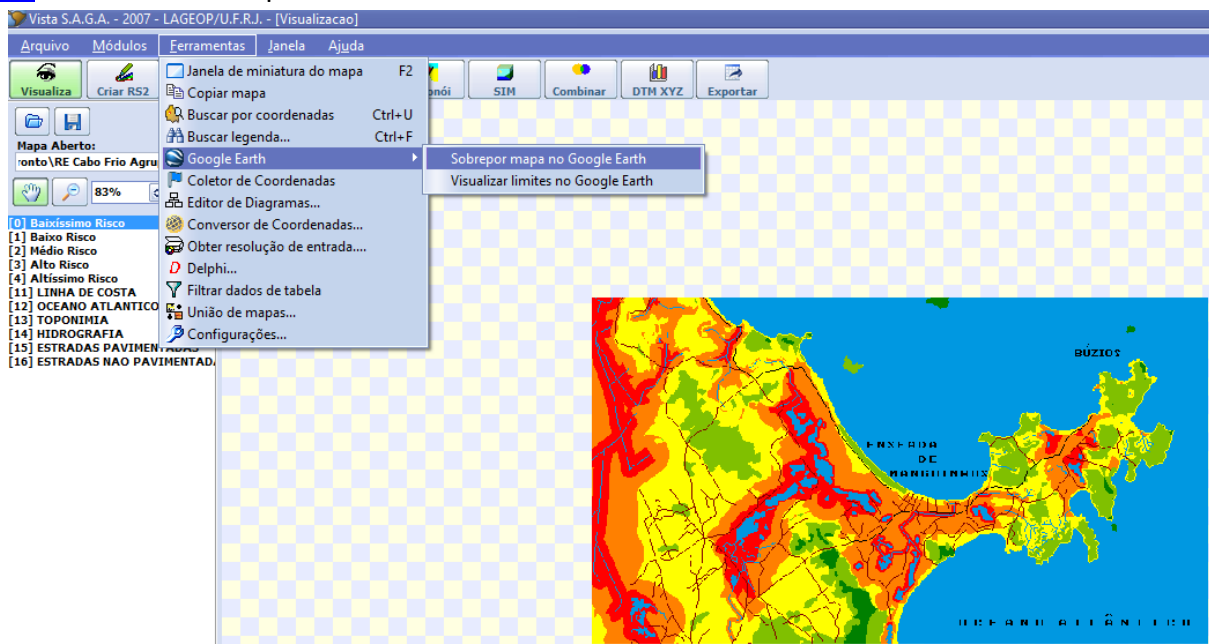 Vista S.A.G.A. - 2007 - LAGEOP/U.F.R.J. - [Visualizacao]
Arquivo Módulos Ferramentas Janela Ajuda
Visualiza Criar RS2 SIM Combinar DTM XYZ Exportar
Janela de miniatura do mapa F2
Copiar mapa
Buscar por coordenadas Ctrl+U
Buscar legenda... Ctrl+F
Google Earth
Coletor de Coordenadas
Editor de Diagramas...
Conversor de Coordenadas...
Obter resolução de entrada....
Delphi...
Filtrar dados de tabela
União de mapas...
Configurações...
Sobrepor mapa no Google Earth
Visualizar limites no Google Earth
Mapa Aberto:
ronto\RE Cabo Frio Agru
83%
[0] Baixíssimo Risco
[1] Baixo Risco
[2] Médio Risco
[3] Alto Risco
[4] Altíssimo Risco
[11] LINHA DE COSTA
[12] OCEANO ATLANTICO
[13] TOPONIMIA
[14] HIDROGRAFIA
[15] ESTRADAS PAVIMENTADAS
[16] ESTRADAS NAO PAVIMENTAD
BÚZIOS
ENSEADA
DE
MANGUINHOS
OCEANO ATLÂNTICO